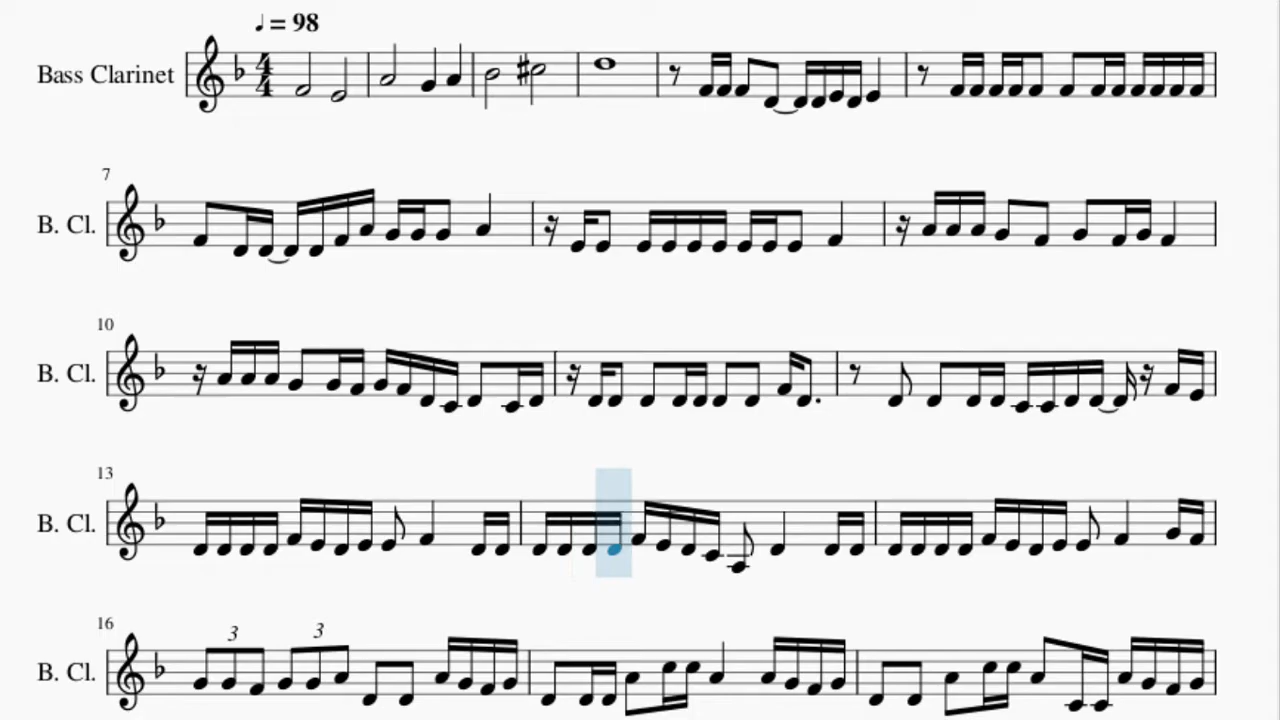 ♩ = 98
Bass Clarinet 4/4
7
B. Cl.
10
B. Cl.
13
B. Cl.
16
3 3
B. Cl.